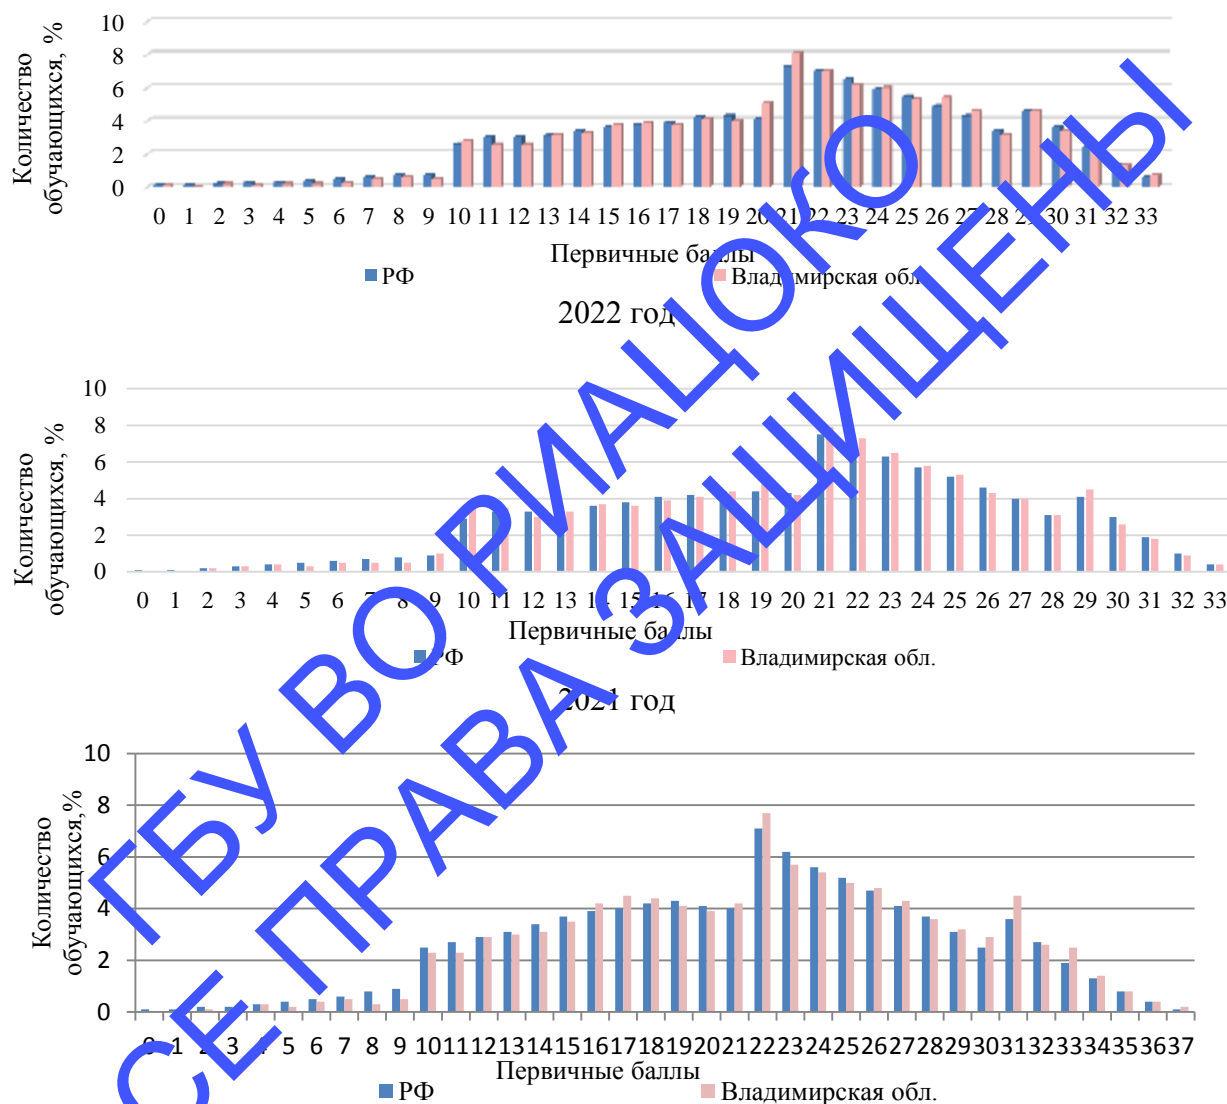 Количество
обучающихся, %
10
8
6
4
2
0
0 1 2 3 4 5 6 7 8 9 10 11 12 13 14 15 16 17 18 19 20 21 22 23 24 25 26 27 28 29 30 31 32 33
Первичные баллы
РФ Владимирская обл.
2022 год
Количество
обучающихся, %
10
8
6
4
2
0
0 1 2 3 4 5 6 7 8 9 10 11 12 13 14 15 16 17 18 19 20 21 22 23 24 25 26 27 28 29 30 31 32 33
Первичные баллы
РФ Владимирская обл.
2021 год
Количество
обучающихся,%
10
8
6
4
2
0
0 1 2 3 4 5 6 7 8 9 10 11 12 13 14 15 16 17 18 19 20 21 22 23 24 25 26 27 28 29 30 31 32 33 34 35 36 37
Первичные баллы
РФ Владимирская обл.
ГБУ ВО РИАЦОКО
СЕ ПРАВА ЗАЩИЩЕНЫ